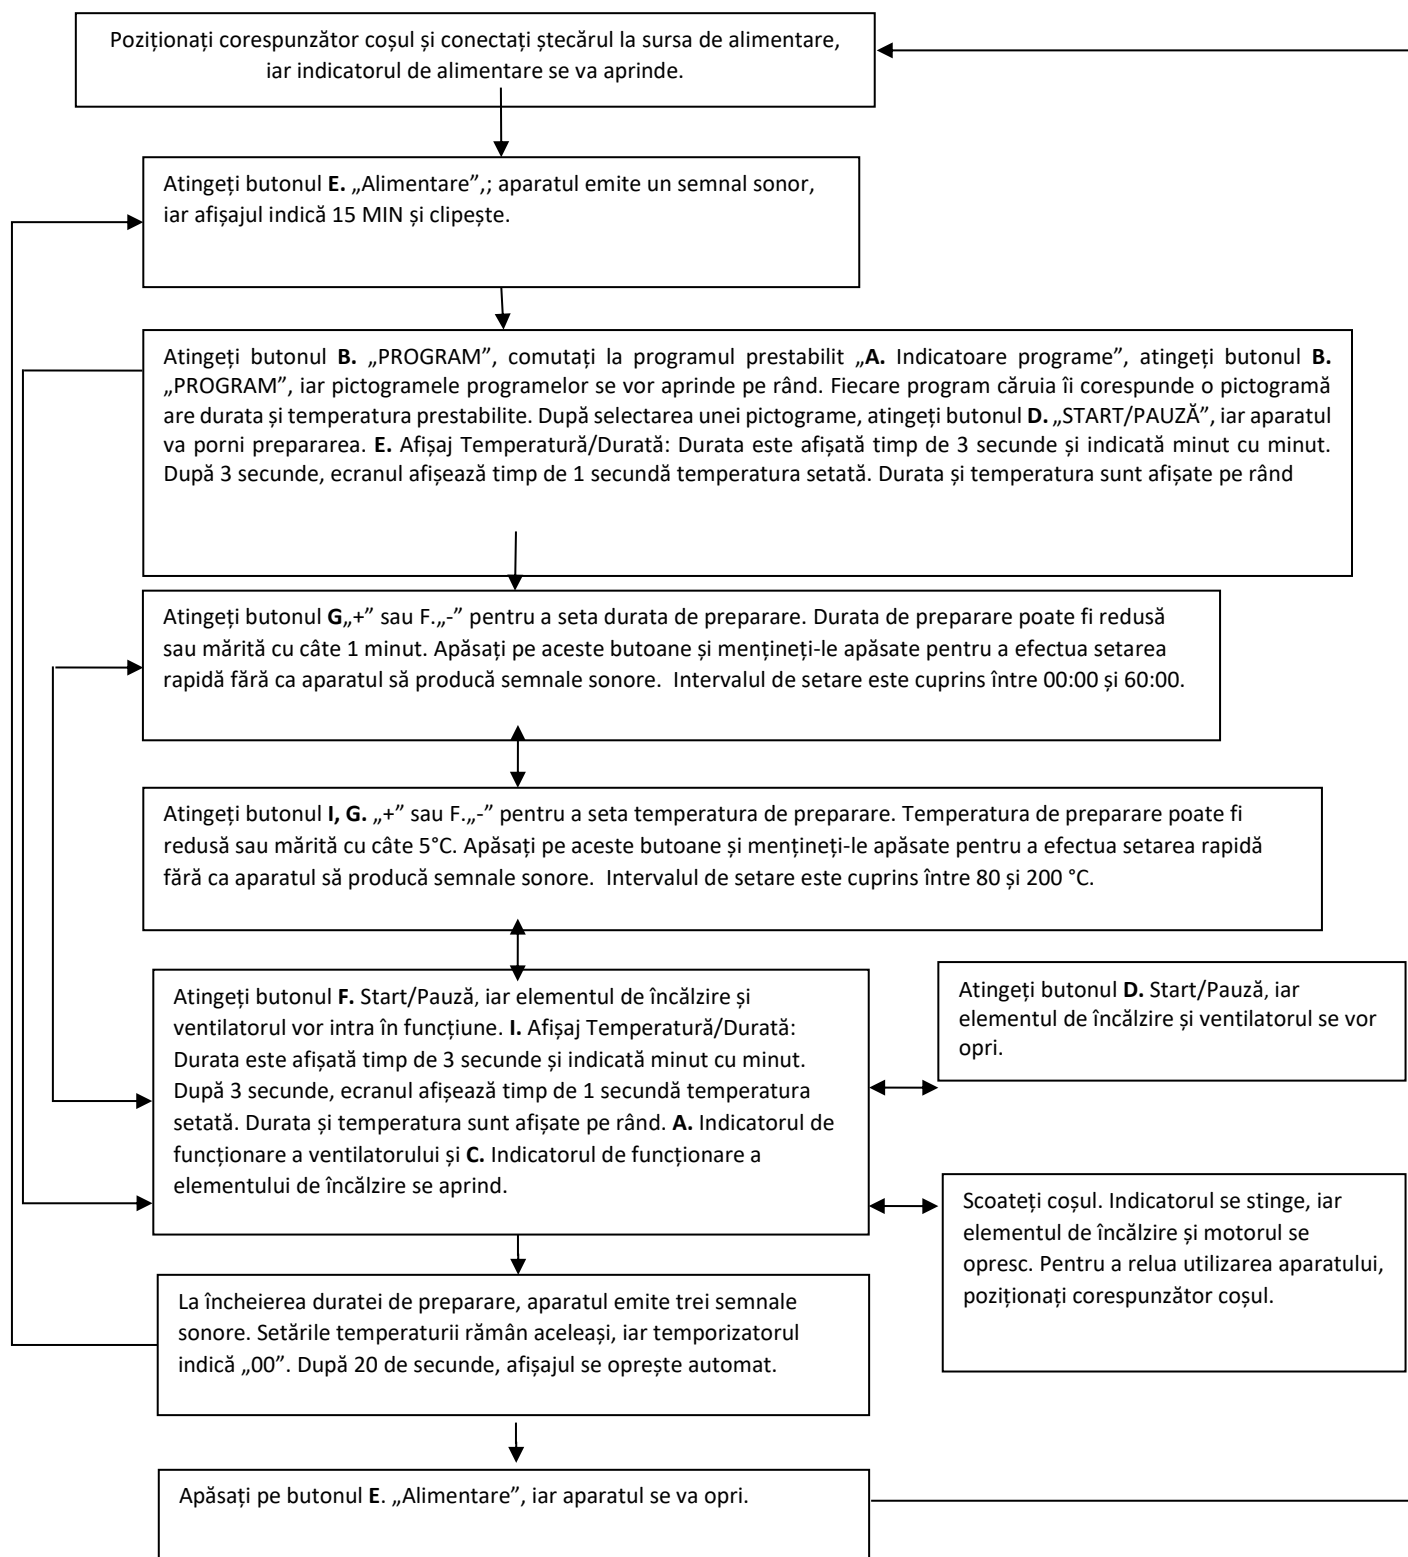 Poziționați corespunzător coșul și conectați ștecărul la sursa de alimentare,
iar indicatorul de alimentare se va aprinde.
Atingeți butonul E. „Alimentare”,; aparatul emite un semnal sonor,
iar afișajul indică 15 MIN și clipește.
Atingeți butonul B. „PROGRAM”, comutați la programul prestabilit „A. Indicatoare programe”, atingeți butonul B.
„PROGRAM”, iar pictogramele programelor se vor aprinde pe rând. Fiecare program căruia îi corespunde o pictogramă
are durata și temperatura prestabilite. După selectarea unei pictograme, atingeți butonul D. „START/PAUZĂ”, iar aparatul
va porni prepararea. E. Afișaj Temperatură/Durată: Durata este afișată timp de 3 secunde și indicată minut cu minut.
După 3 secunde, ecranul afișează timp de 1 secundă temperatura setată. Durata și temperatura sunt afișate pe rând
Atingeți butonul G„+” sau F.„-” pentru a seta durata de preparare. Durata de preparare poate fi redusă
sau mărită cu câte 1 minut. Apăsați pe aceste butoane și mențineți-le apăsate pentru a efectua setarea
rapidă fără ca aparatul să producă semnale sonore.  Intervalul de setare este cuprins între 00:00 și 60:00.
Atingeți butonul I, G. „+” sau F.„-” pentru a seta temperatura de preparare. Temperatura de preparare poate fi
redusă sau mărită cu câte 5°C. Apăsați pe aceste butoane și mențineți-le apăsate pentru a efectua setarea rapidă
fără ca aparatul să producă semnale sonore.  Intervalul de setare este cuprins între 80 și 200 °C.
Atingeți butonul F. Start/Pauză, iar elementul de încălzire și
ventilatorul vor intra în funcțiune. I. Afișaj Temperatură/Durată:
Durata este afișată timp de 3 secunde și indicată minut cu minut.
După 3 secunde, ecranul afișează timp de 1 secundă temperatura
setată. Durata și temperatura sunt afișate pe rând. A. Indicatorul de
funcționare a ventilatorului și C. Indicatorul de funcționare a
elementului de încălzire se aprind.
Atingeți butonul D. Start/Pauză, iar
elementul de încălzire și ventilatorul se vor
opri.
Scoateți coșul. Indicatorul se stinge, iar
elementul de încălzire și motorul se
opresc. Pentru a relua utilizarea aparatului,
poziționați corespunzător coșul.
La încheierea duratei de preparare, aparatul emite trei semnale
sonore. Setările temperaturii rămân aceleași, iar temporizatorul
indică „00”. După 20 de secunde, afișajul se oprește automat.
Apăsați pe butonul E. „Alimentare”, iar aparatul se va opri.